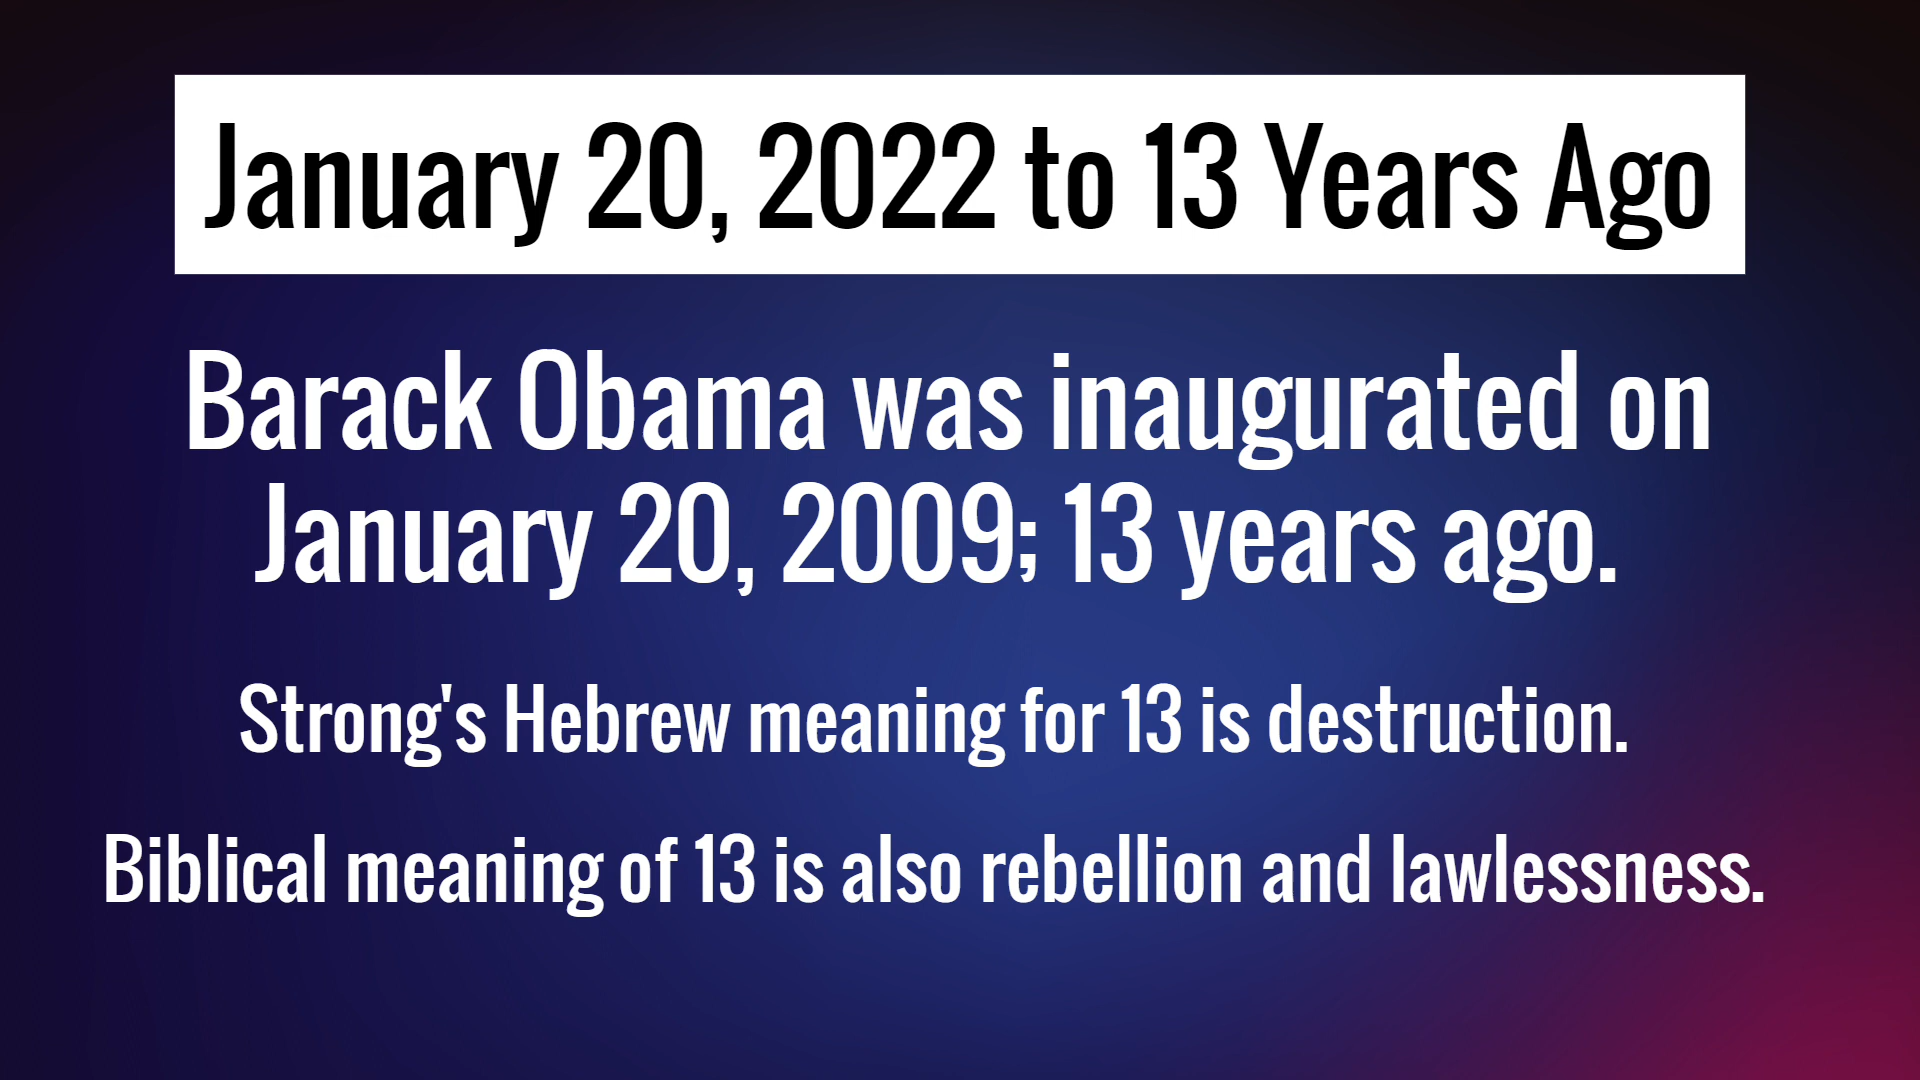 January 20, 2022 to 13 Years Ago
Barack Obama was inaugurated on
January 20, 2009; 13 years ago.
Strong's Hebrew meaning for 13 is destruction.
Biblical meaning of 13 is also rebellion and lawlessness.